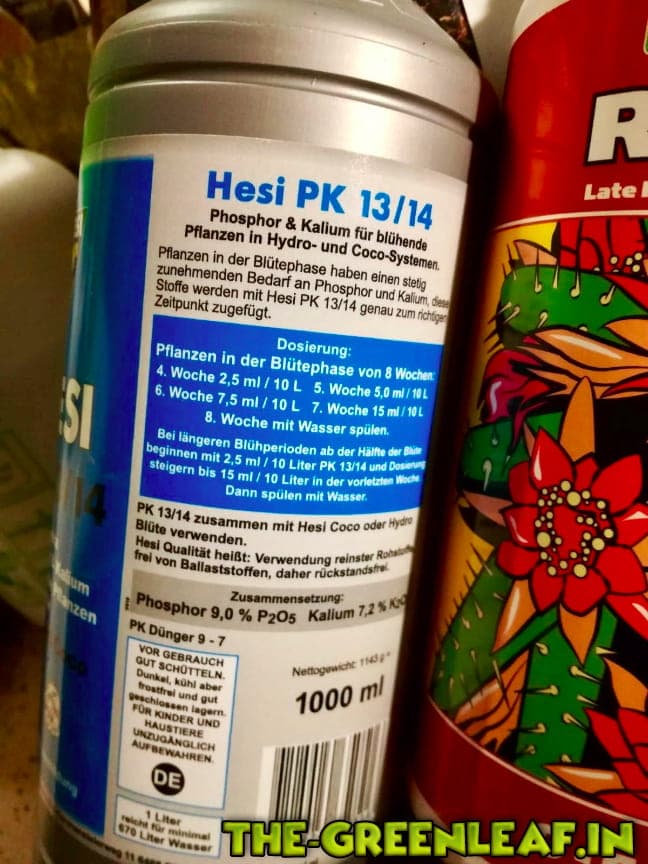 Hesi PK 13/14
Phosphor & Kalium für blühende
Pflanzen in Hydro- und Coco-Systemen.
Pflanzen in der Blütephase haben einen stetig
zunehmenden Bedarf an Phosphor und Kalium, diese
Stoffe werden mit Hesi PK 13/14 genau zum richtigen
Zeitpunkt zugefügt.
Dosierung:
Pflanzen in der Blütephase von 8 Wochen:
4. Woche 2,5 ml / 10 L 5. Woche 5,0 ml / 10 L
6. Woche 7,5 ml / 10 L 7. Woche 15 ml / 10 L
8. Woche mit Wasser spülen.
Bei längeren Blühperioden ab der Hälfte der Blüte
beginnen mit 2,5 ml / 10 Liter PK 13/14 und Dosierung
steigern bis 15 ml / 10 Liter in der vorletzten Woche.
Dann spülen mit Wasser.
PK 13/14 zusammen mit Hesi Coco oder Hydro
Blüte verwenden.
Hesi Qualität heißt: Verwendung reinster Rohstoffe
frei von Ballaststoffen, daher rückstandsfrei.
Zusammensetzung:
Phosphor 9,0 % P2O5 Kalium 7,2 % K2O
PK Dünger 9 - 7
VOR GEBRAUCH
GUT SCHÜTTELN.
Dunkel, kühl aber
frostfrei und gut
geschlossen lagern.
FÜR KINDER UND
HAUSTIERE
UNZUGÄNGLICH
AUFBEWAHREN.
DE
Nettogewicht: 1143 g
1000 ml
1 Liter
reicht für minimal
670 Liter Wasser
ESI
14
Kalium
R
Late
THE-GREENLEAF.IN